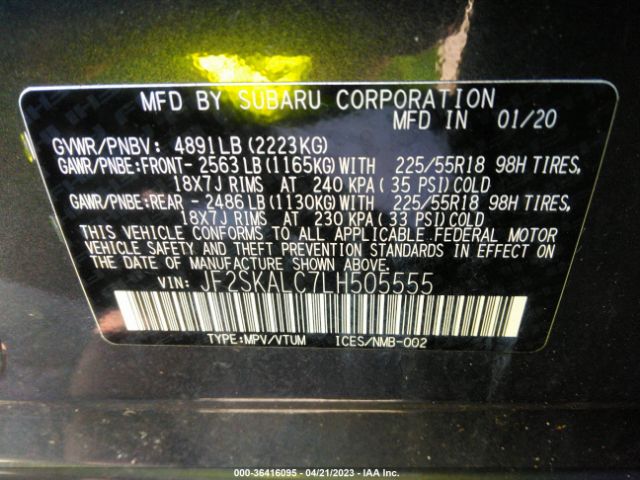 MFD BY SUBARU CORPORATION
MFD IN 01/20
GVWR/PNBV: 4891LB (2223KG)
GAWR/PNBE:FRONT- 2563 LB (1165KG) WITH 225/55R18 98H TIRES,
18X7J RIMS AT 240 KPA ( 35 PSI) COLD
GAWR/PNBE:REAR - 2486 LB (1130KG) WITH 225/55R18 98H TIRES,
18X7J RIMS AT 230 KPA ( 33 PSI) COLD
THIS VEHICLE CONFORMS TO ALL APPLICABLE FEDERAL MOTOR
VEHICLE SAFETY AND THEFT PREVENTION STANDARDS IN EFFECT ON
THE DATE OF MANUFACTURE SHOWN ABOVE.
VIN: JF2SKALC7LH505555
TYPE:MPV/VTUM ICES/NMB-002
000-36416095 - 04/21/2023 - IAA Inc.